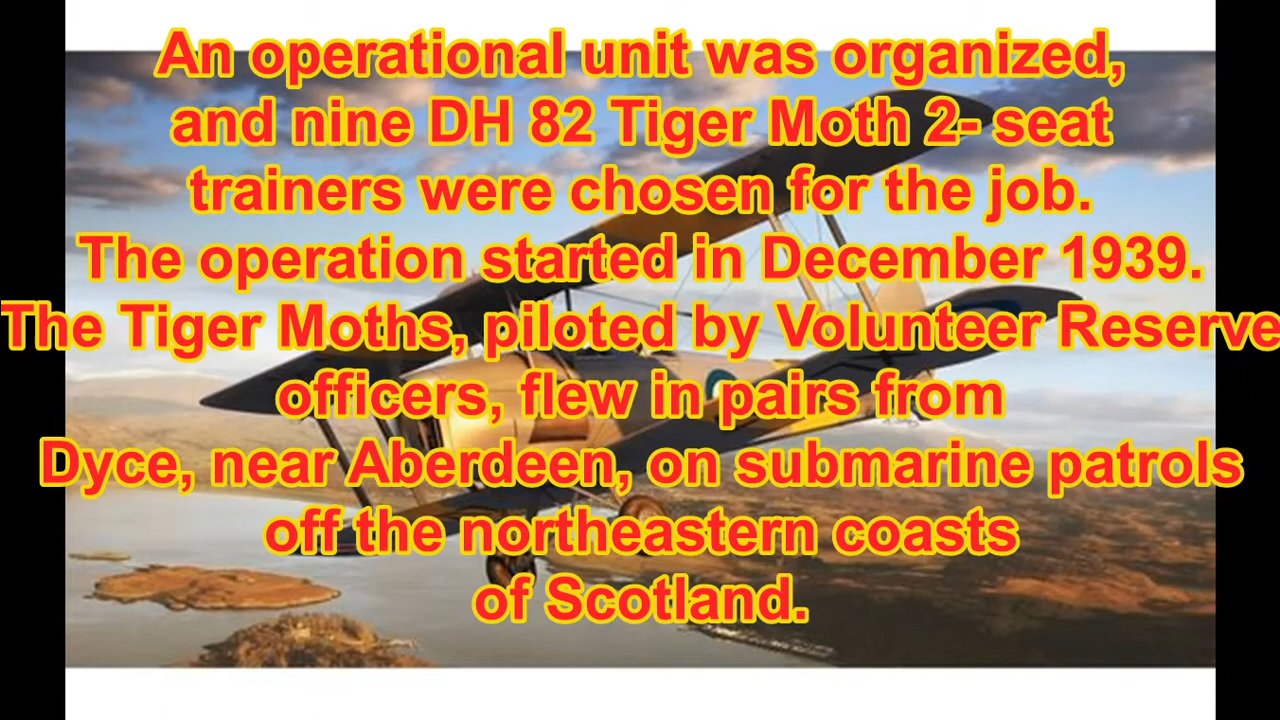 An operational unit was organized,
and nine DH 82 Tiger Moth 2- seat
trainers were chosen for the job.
The operation started in December 1939.
The Tiger Moths, piloted by Volunteer Reserve
officers, flew in pairs from
Dyce, near Aberdeen, on submarine patrols
off the northeastern coasts
of Scotland.